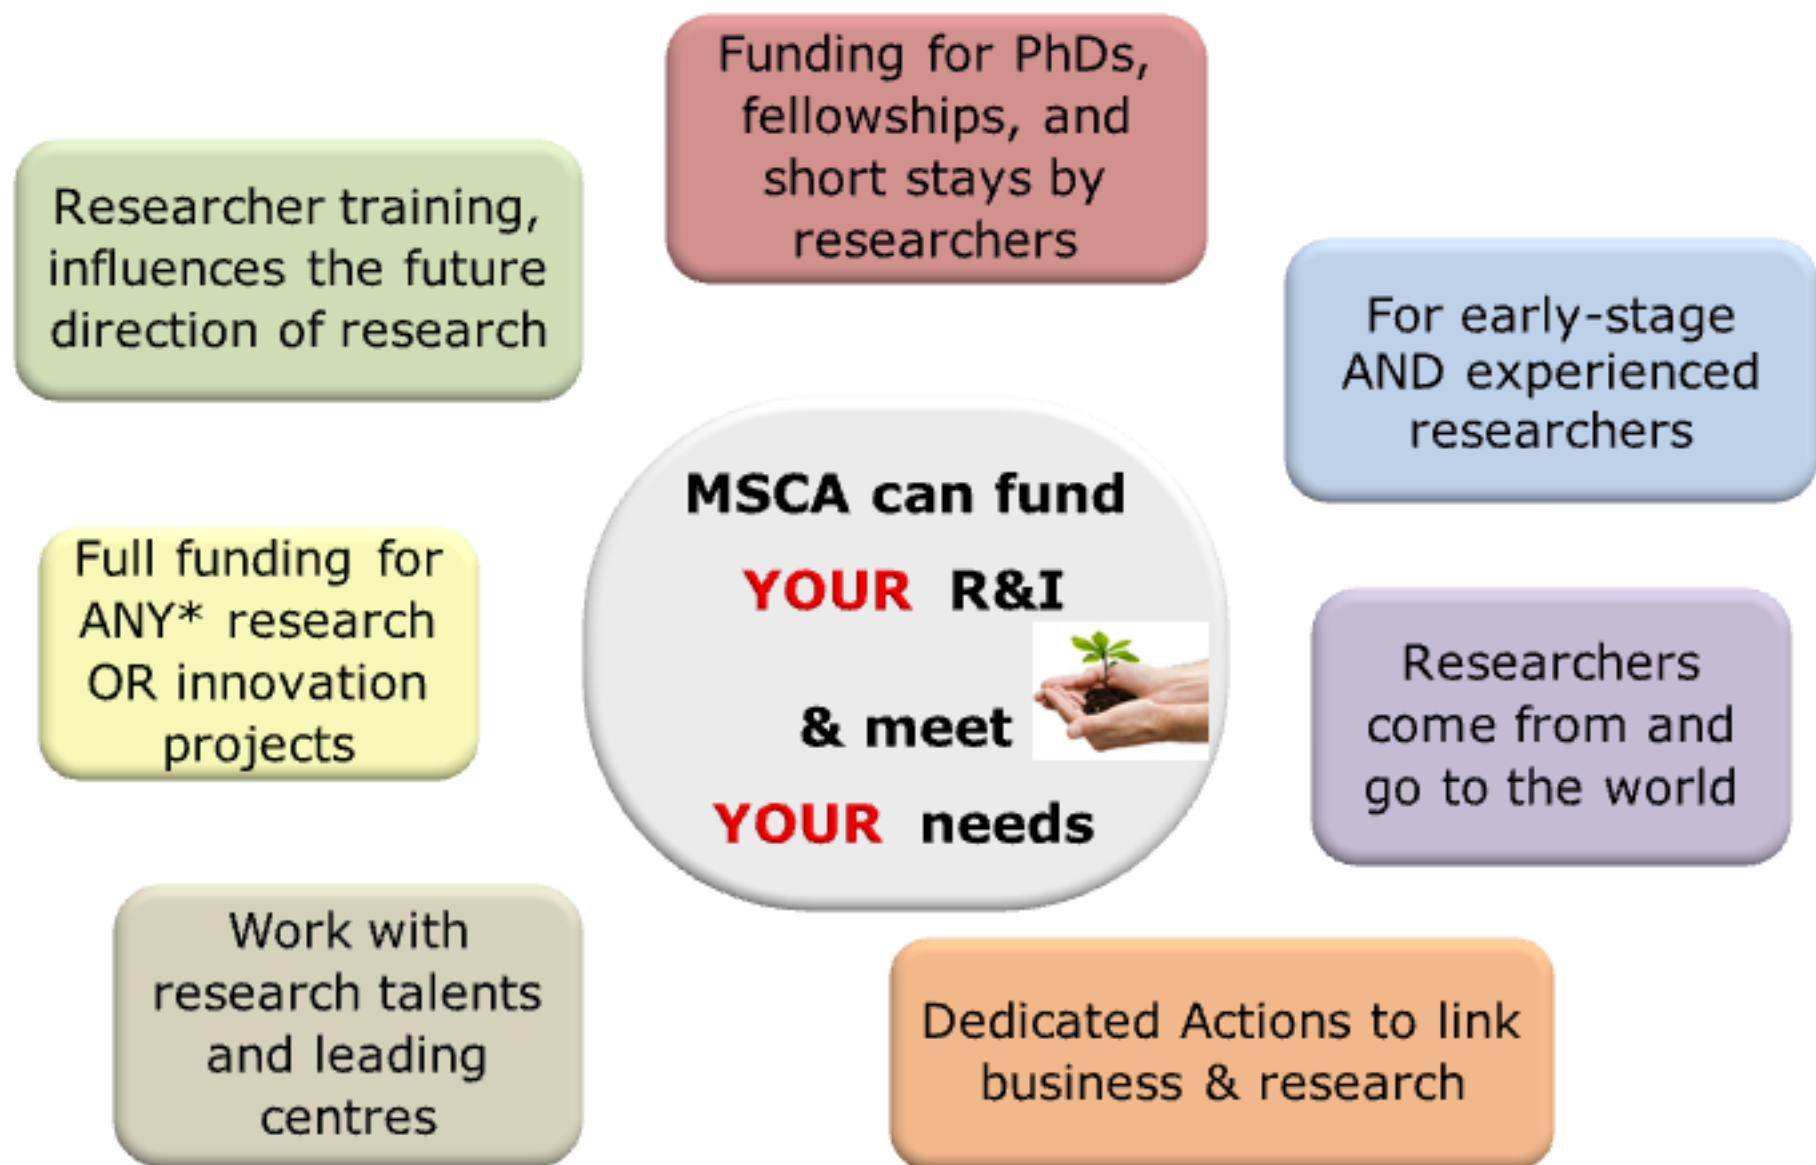 Funding for PhDs,
fellowships, and
short stays by
researchers
Researcher training,
influences the future
direction of research
For early-stage
AND experienced
researchers
MSCA can fund
YOUR R&I
& meet
YOUR needs
Full funding for
ANY* research
OR innovation
projects
Researchers
come from and
go to the world
Work with
research talents
and leading
centres
Dedicated Actions to link
business & research